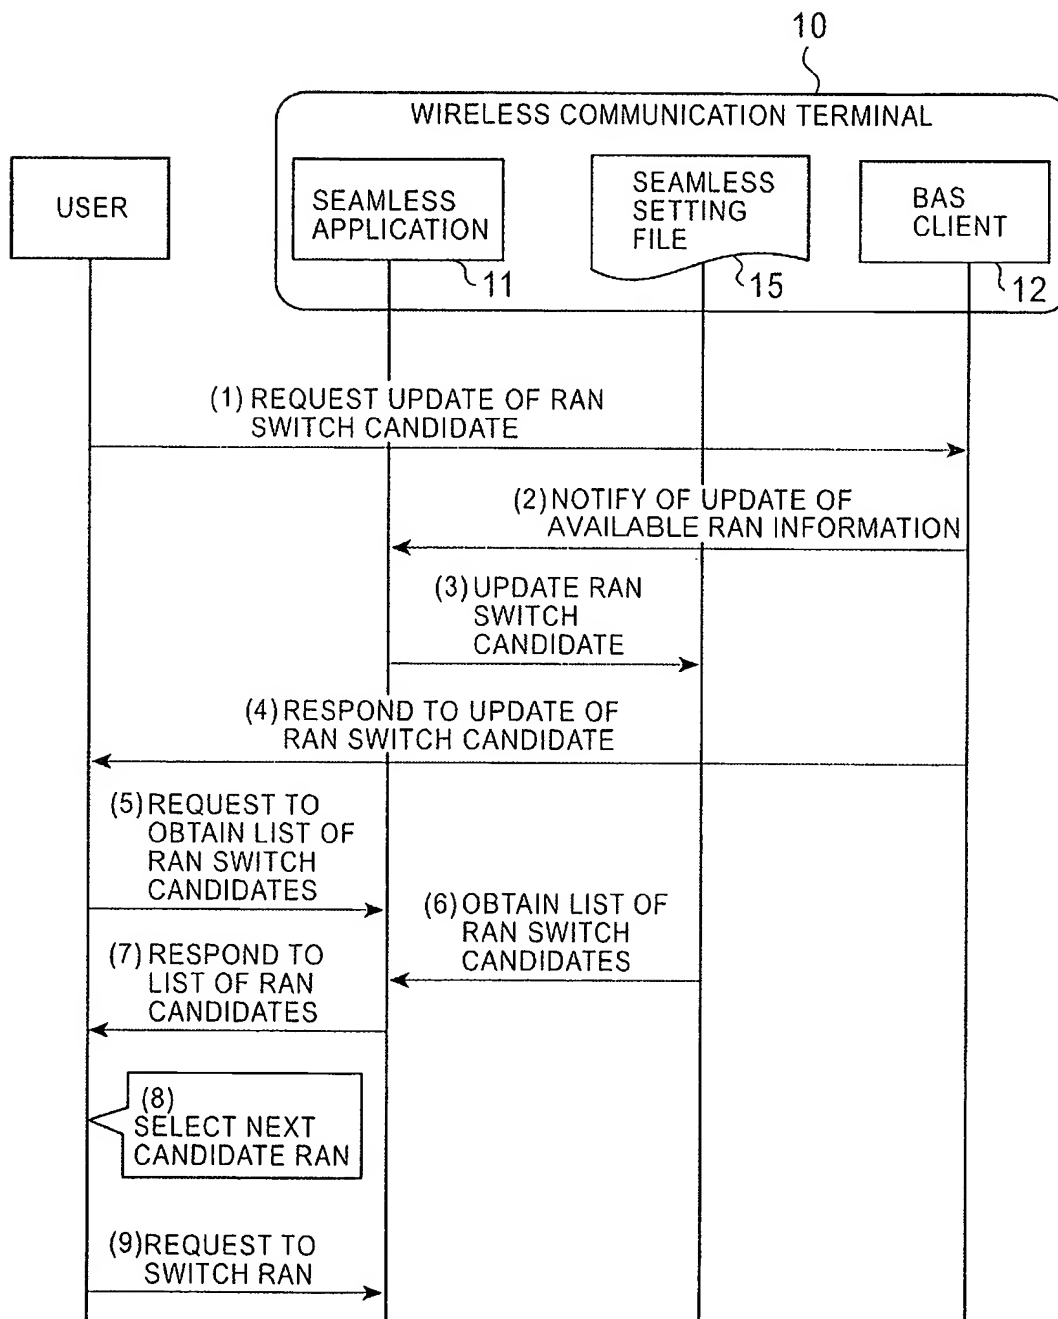 10
WIRELESS COMMUNICATION TERMINAL
USER
SEAMLESS
APPLICATION
11
SEAMLESS
SETTING
FILE
15
BAS
CLIENT
12
(1) REQUEST UPDATE OF RAN
SWITCH CANDIDATE
(2) NOTIFY OF UPDATE OF
AVAILABLE RAN INFORMATION
(3) UPDATE RAN
SWITCH
CANDIDATE
(4) RESPOND TO UPDATE OF
RAN SWITCH CANDIDATE
(5) REQUEST TO
OBTAIN LIST OF
RAN SWITCH
CANDIDATES
(6) OBTAIN LIST OF
RAN SWITCH
CANDIDATES
(7) RESPOND TO
LIST OF RAN
CANDIDATES
(8)
SELECT NEXT
CANDIDATE RAN
(9) REQUEST TO
SWITCH RAN